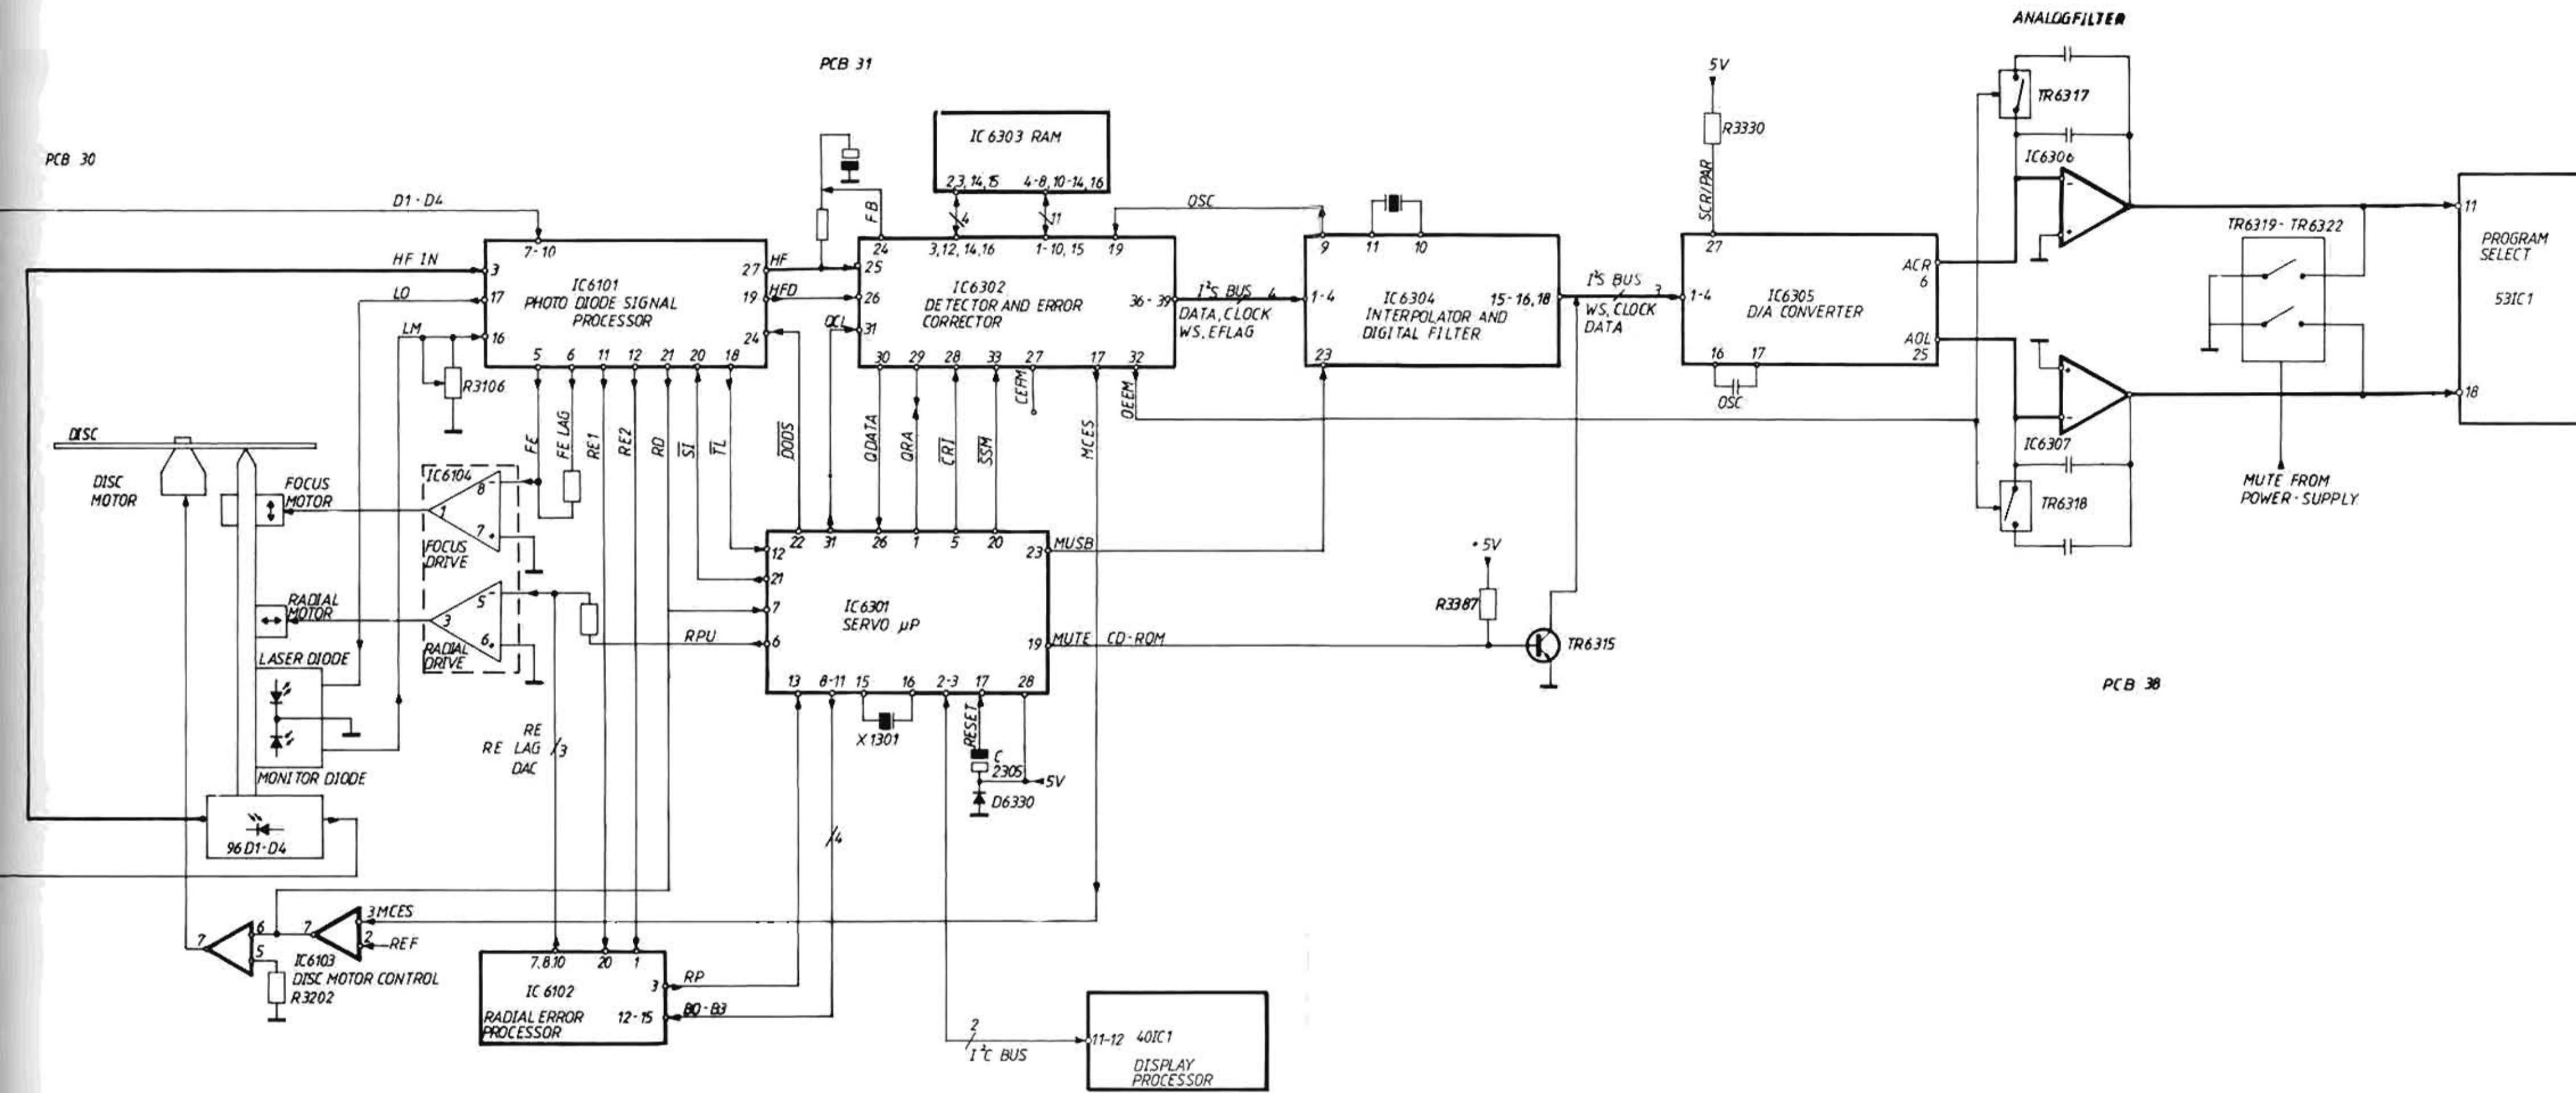 ANALOGFILTER
PCB 31
PCB 30
5V
R3330
SCR/PAR
TR6317
IC6306
IC 6303 RAM
2,3,14,15
4-8,10-14,16
4
11
D1-D4
FB
OSC
HF IN
LO
LM
7-10
3
17
16
IC6101
PHOTO DIODE SIGNAL
PROCESSOR
27
19
24
5
6
11
12
21
20
18
HF
HFD
R3106
24
3,12,14,16
1-10,15
19
25
26
31
QCL
IC6302
DETECTOR AND ERROR
CORRECTOR
36-39
30
29
28
33
27
17
32
I²S BUS
4
DATA,CLOCK
WS,EFLAG
9
11
10
1-4
IC6304
INTERPOLATOR AND
DIGITAL FILTER
15-16,18
23
I²S BUS
3
WS,CLOCK
DATA
27
1-4
IC6305
D/A CONVERTER
ACR
6
AOL
25
16
17
OSC
TR6319-TR6322
11
PROGRAM
SELECT
53IC1
18
IC6307
TR6318
MUTE FROM
POWER-SUPPLY
FE
FE LAG
RE1
RE2
RD
SI
TL
DODS
QDATA
QRA
CRI
SSM
CEFM
MCES
DEEM
DISC
DISC
MOTOR
FOCUS
MOTOR
IC6104
8
-
1
7
+
FOCUS
DRIVE
RADIAL
MOTOR
5
-
3
6
+
RADIAL
DRIVE
LASER DIODE
MONITOR DIODE
96D1-D4
RPU
22
31
26
1
5
20
12
21
7
6
IC6301
SERVO µP
23
MUSB
19
MUTE CD-ROM
13
8-11
15
16
2-3
17
28
X1301
RESET
C
2305
5V
D6330
+5V
R3387
TR6315
PCB 38
RE
RE LAG
DAC
3
4
7
6
5
7
3MCES
2
REF
IC6103
DISC MOTOR CONTROL
R3202
7.8.10
20
1
IC 6102
RADIAL ERROR
PROCESSOR
3
RP
12-15
B0-B3
2
I²C BUS
11-12
40IC1
DISPLAY
PROCESSOR